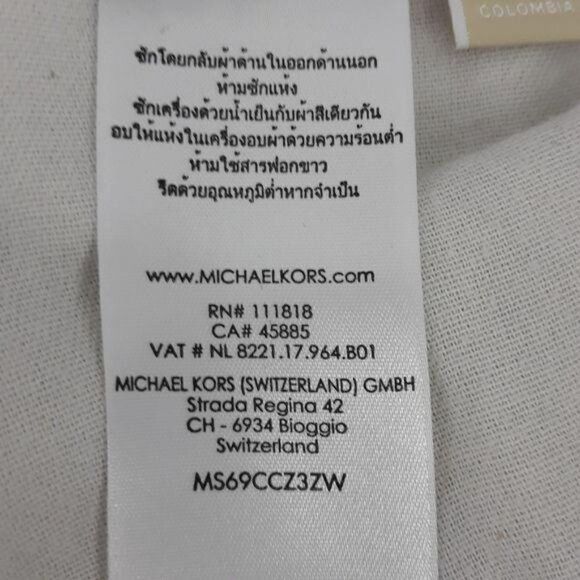 COLOMBIA
ซักโดยกลับผ้าด้านในออกด้านนอก
ห้ามซักแห้ง
ซักเครื่องด้วยน้ำเย็นกับผ้าสีเดียวกัน
อบให้แห้งในเครื่องอบผ้าด้วยความร้อนต่ำ
ห้ามใช้สารฟอกขาว
รีดด้วยอุณหภูมิต่ำหากจำเป็น
www.MICHAELKORS.com
RN# 111818
CA# 45885
VAT # NL 8221.17.964.B01
MICHAEL KORS (SWITZERLAND) GMBH
Strada Regina 42
CH - 6934 Bioggio
Switzerland
MS69CCZ3ZW